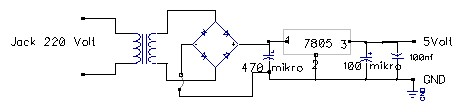 Jack 220 Volt
1 7805 3
2
5Volt
470 mikro
100 mikro
100nf
GND